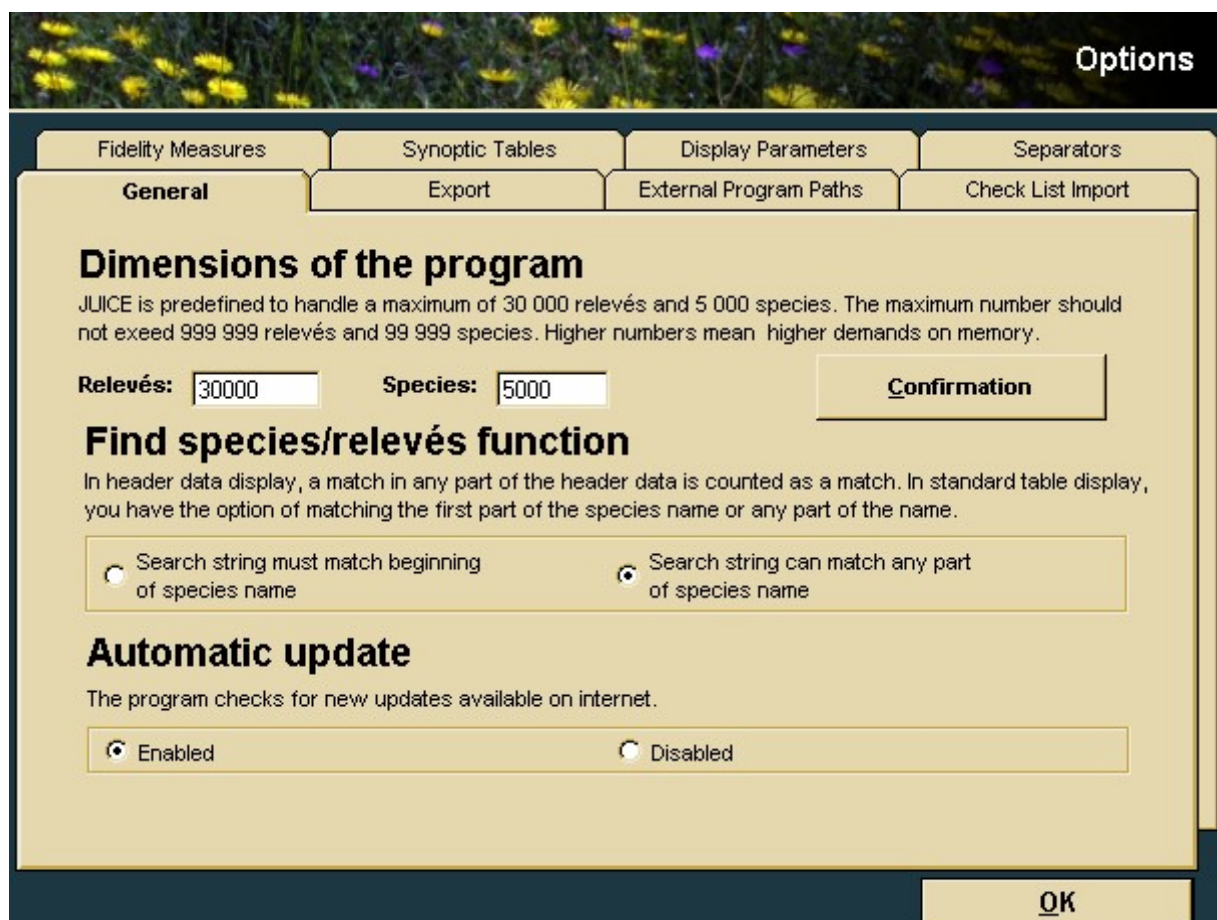 Options
Fidelity Measures
Synoptic Tables
Display Parameters
Separators
General
Export
External Program Paths
Check List Import
Dimensions of the program
JUICE is predefined to handle a maximum of 30 000 relevés and 5 000 species. The maximum number should
not exeed 999 999 relevés and 99 999 species. Higher numbers mean higher demands on memory.
Relevés: 30000 Species: 5000 Confirmation
Find species/relevés function
In header data display, a match in any part of the header data is counted as a match. In standard table display,
you have the option of matching the first part of the species name or any part of the name.
Search string must match beginning
of species name
Search string can match any part
of species name
Automatic update
The program checks for new updates available on internet.
Enabled
Disabled
OK